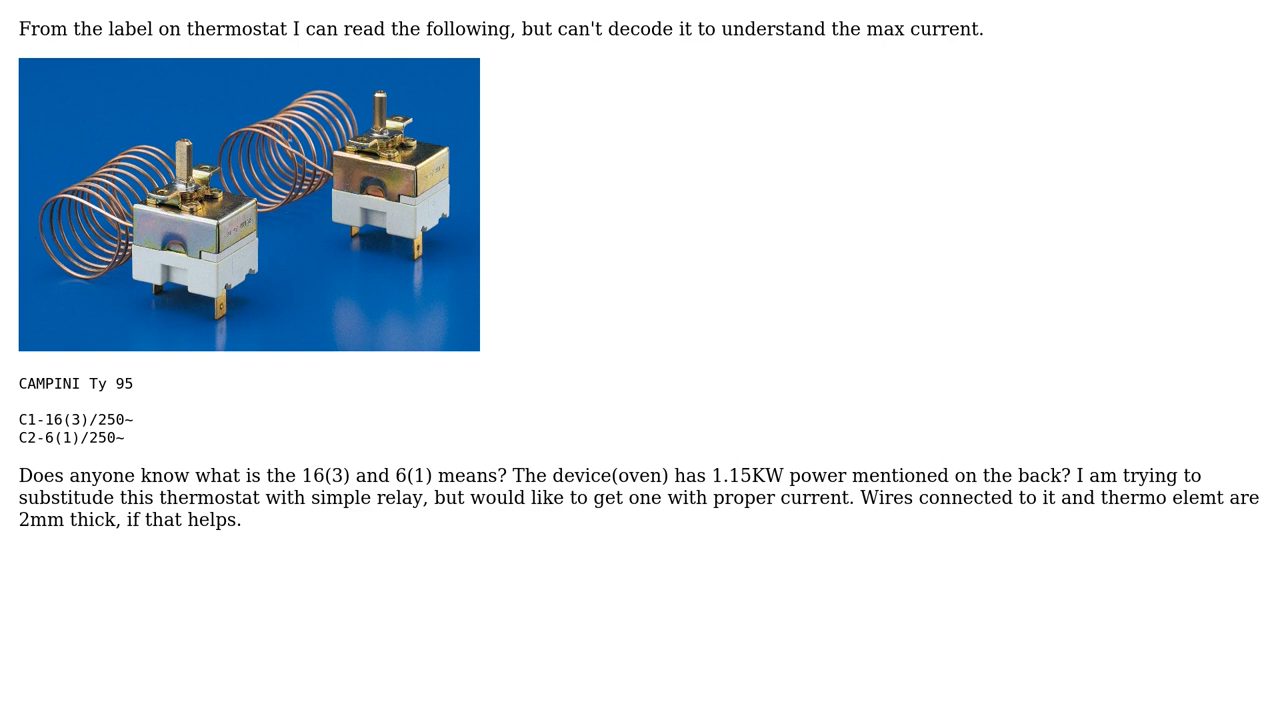 From the label on thermostat I can read the following, but can't decode it to understand the max current.
CAMPINI Ty 95
C1-16(3)/250~
C2-6(1)/250~
Does anyone know what is the 16(3) and 6(1) means? The device(oven) has 1.15KW power mentioned on the back? I am trying to
substitude this thermostat with simple relay, but would like to get one with proper current. Wires connected to it and thermo elemt are
2mm thick, if that helps.